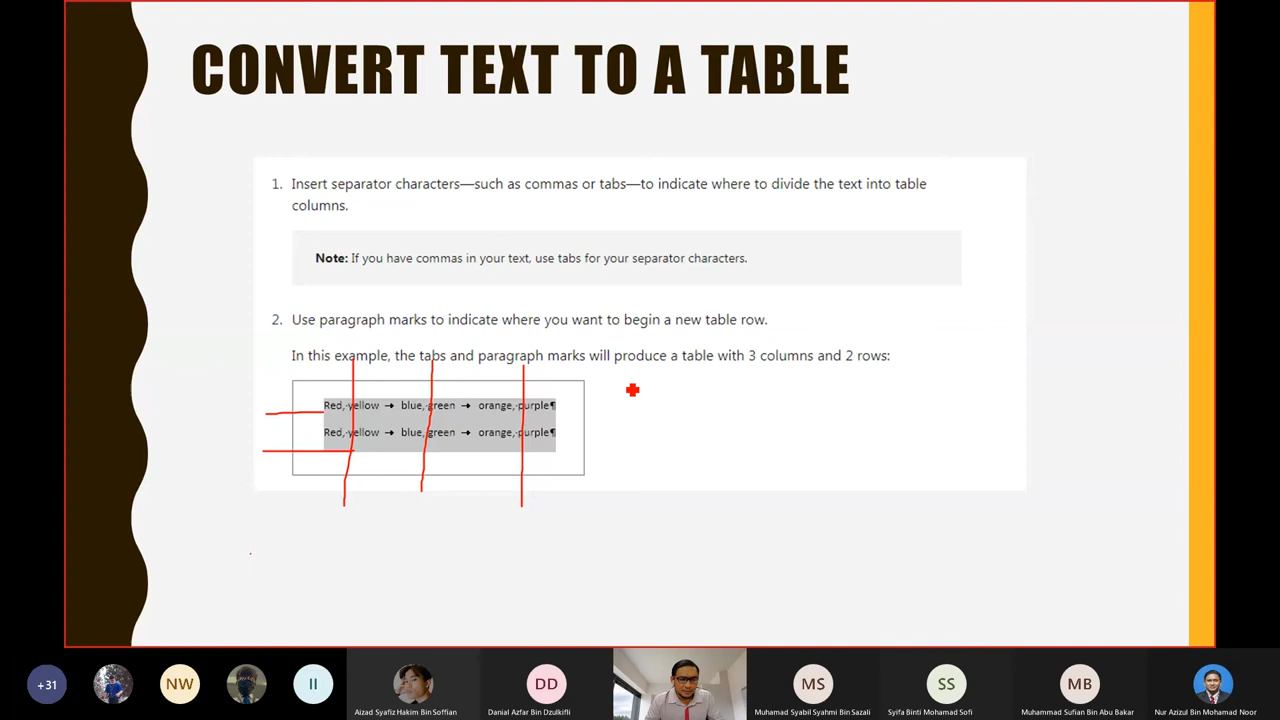 CONVERT TEXT TO A TABLE
1. Insert separator characters—such as commas or tabs—to indicate where to divide the text into table
columns.
Note: If you have commas in your text, use tabs for your separator characters.
2. Use paragraph marks to indicate where you want to begin a new table row.
In this example, the tabs and paragraph marks will produce a table with 3 columns and 2 rows:
Red,·yellow → blue,·green → orange,·purple¶
Red,·yellow → blue,·green → orange,·purple¶
+31 NW II DD MS SS MB
Aizad Syafiz Hakim Bin Soffian Danial Azfar Bin Dzulkifli Muhamad Syabil Syahmi Bin Sazali Syifa Binti Mohamad Sofi Muhammad Sufian Bin Abu Bakar Nur Azizul Bin Mohamad Noor